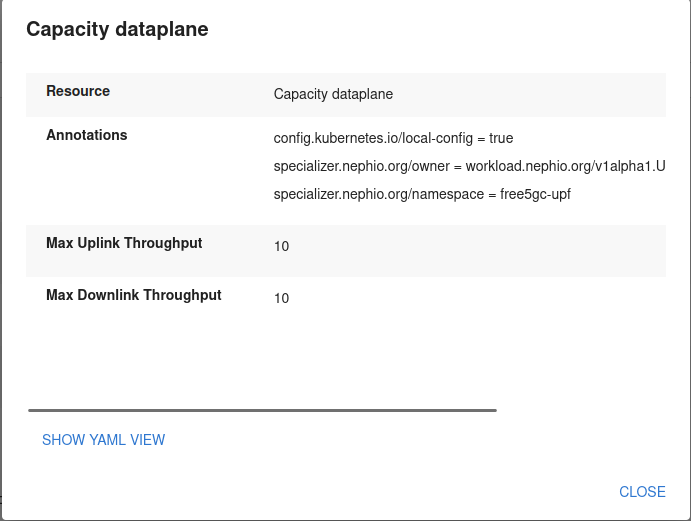 Capacity dataplane
Resource
Capacity dataplane
Annotations
config.kubernetes.io/local-config = true
specializer.nephio.org/owner = workload.nephio.org/v1alpha1.U
specializer.nephio.org/namespace = free5gc-upf
Max Uplink Throughput
10
Max Downlink Throughput
10
SHOW YAML VIEW
CLOSE